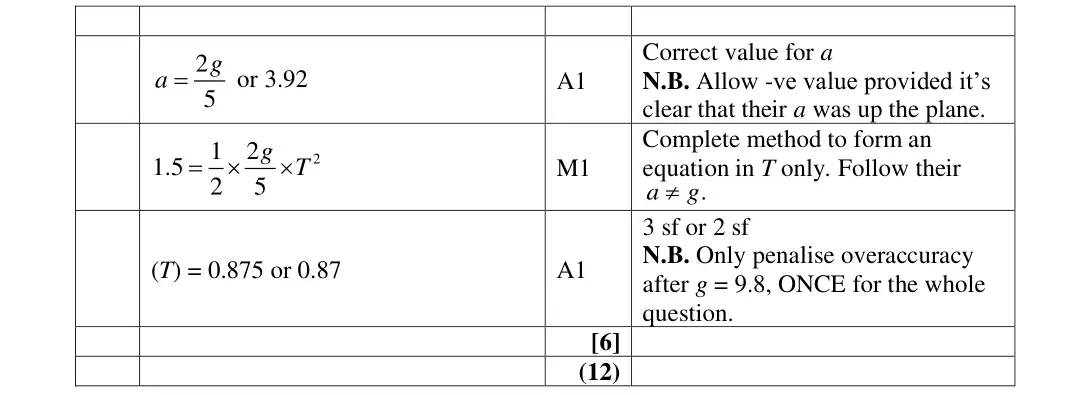 a = 2g/5 or 3.92
A1
Correct value for a
N.B. Allow -ve value provided it's
clear that their a was up the plane.
1.5 = 1/2 × 2g/5 × T²
M1
Complete method to form an
equation in T only. Follow their
a ≠ g.
(T) = 0.875 or 0.87
A1
3 sf or 2 sf
N.B. Only penalise overaccuracy
after g = 9.8, ONCE for the whole
question.
[6]
(12)